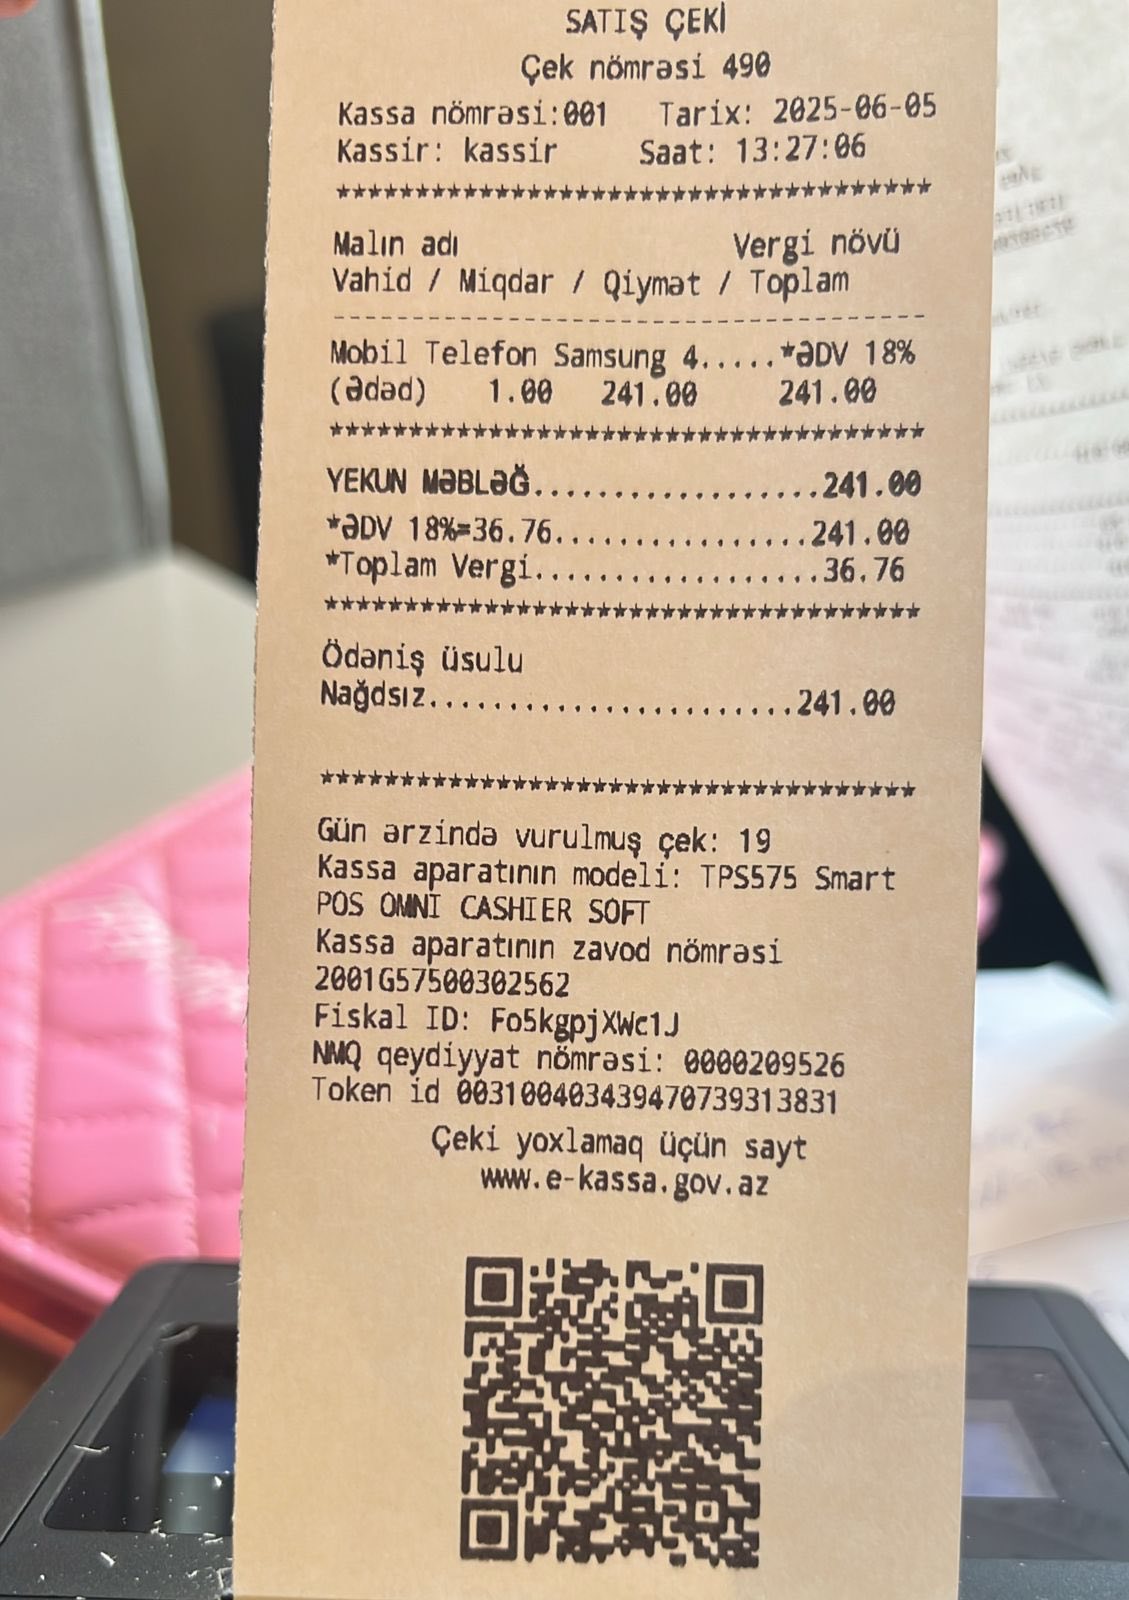 SATIŞ ÇEKİ
Çek nömrəsi 490
Kassa nömrəsi:001 Tarix: 2025-06-05
Kassir: kassir Saat: 13:27:06
*************************************
Malın adı Vergi növü
Vahid / Miqdar / Qiymət / Toplam
-------------------------------------
Mobil Telefon Samsung 4.....*ƏDV 18%
(Ədəd) 1.00 241.00 241.00
*************************************
YEKUN MƏBLƏĞ..................241.00
*ƏDV 18%=36.76................241.00
*Toplam Vergi..................36.76
*************************************
Ödəniş üsulu
Nağdsız.......................241.00
*************************************
Gün ərzində vurulmuş çek: 19
Kassa aparatının modeli: TPS575 Smart
POS OMNI CASHIER SOFT
Kassa aparatının zavod nömrəsi
2001G57500302562
Fiskal ID: Fo5kgpjXWc1J
NMQ qeydiyyat nömrəsi: 0000209526
Token id 003100403439470739313831
Çeki yoxlamaq üçün sayt
www.e-kassa.gov.az